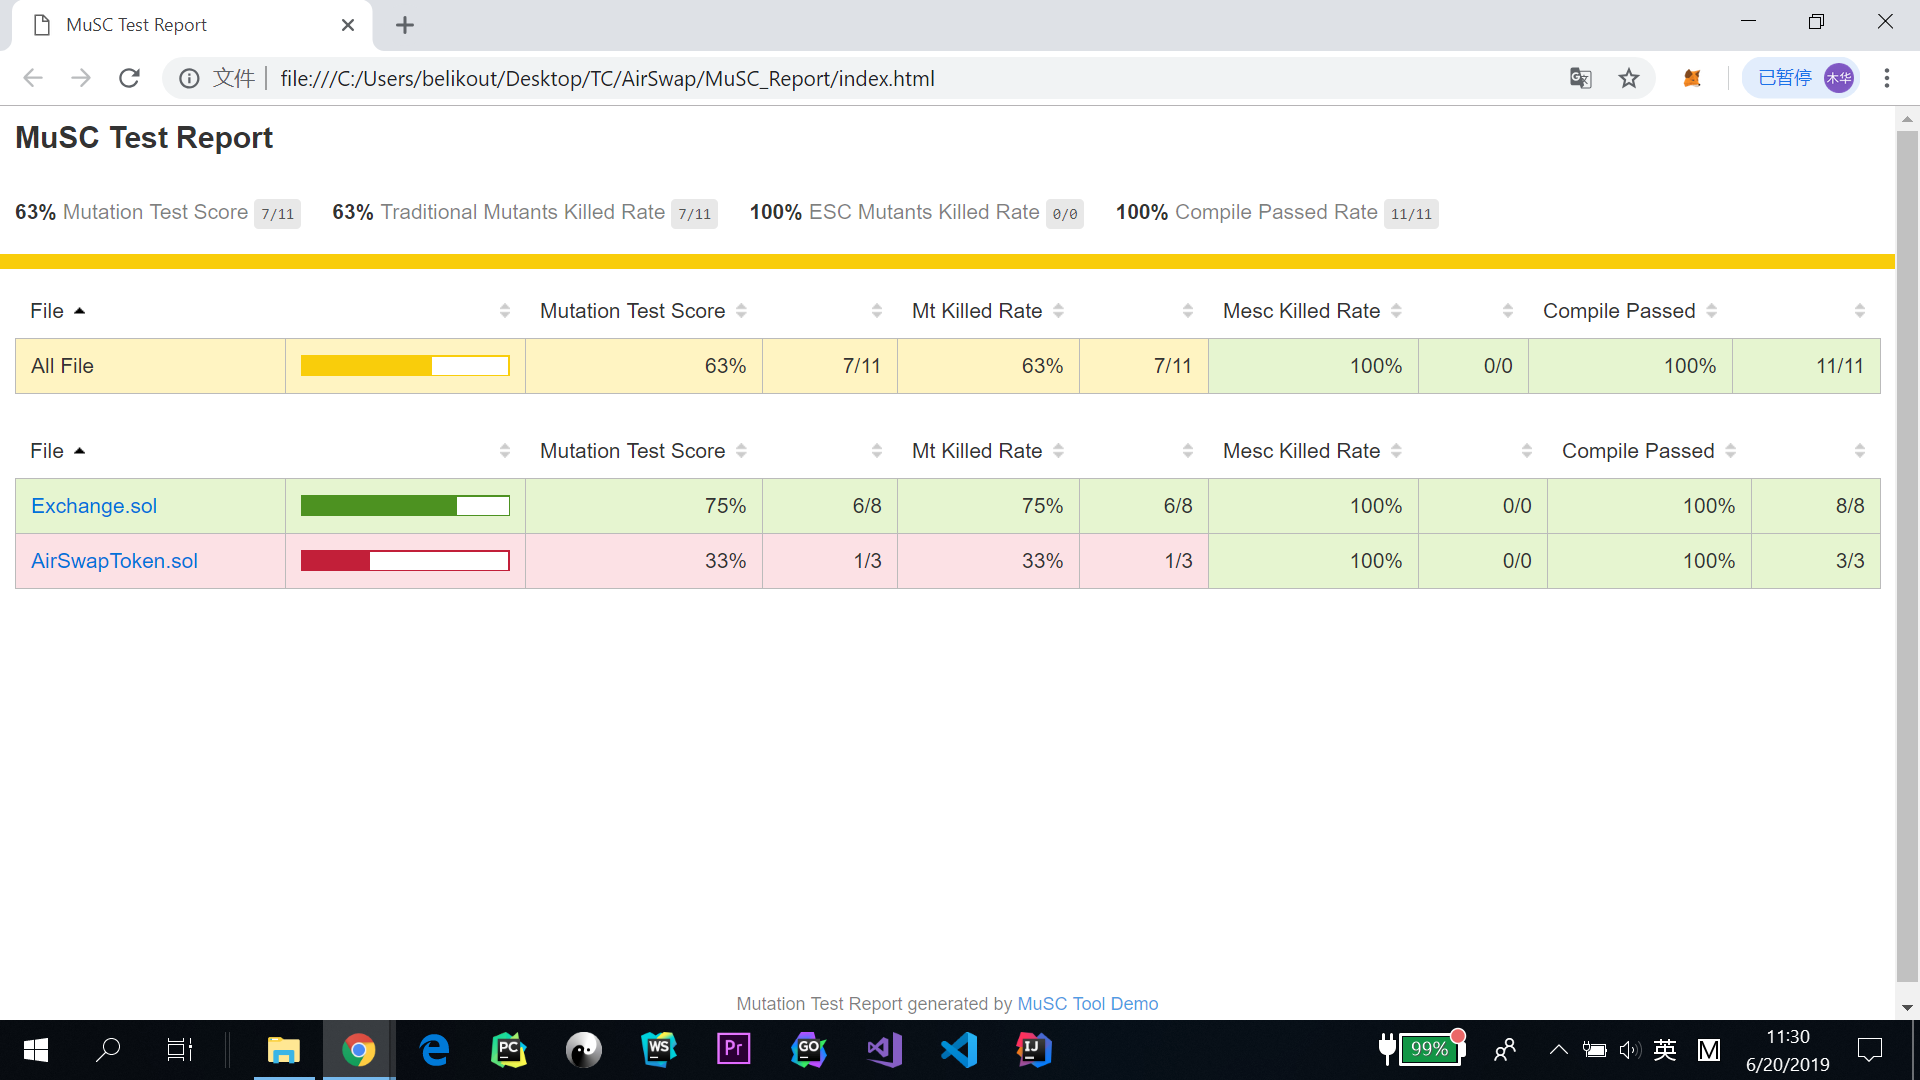 MuSC Test Report
文件 file:///C:/Users/belikout/Desktop/TC/AirSwap/MuSC_Report/index.html 已暂停 木华
MuSC Test Report
63% Mutation Test Score 7/11 63% Traditional Mutants Killed Rate 7/11 100% ESC Mutants Killed Rate 0/0 100% Compile Passed Rate 11/11
File Mutation Test Score Mt Killed Rate Mesc Killed Rate Compile Passed
All File 63% 7/11 63% 7/11 100% 0/0 100% 11/11
File Mutation Test Score Mt Killed Rate Mesc Killed Rate Compile Passed
Exchange.sol 75% 6/8 75% 6/8 100% 0/0 100% 8/8
AirSwapToken.sol 33% 1/3 33% 1/3 100% 0/0 100% 3/3
Mutation Test Report generated by MuSC Tool Demo
PC WS Pr GO IJ 99% 英 M 11:30
6/20/2019